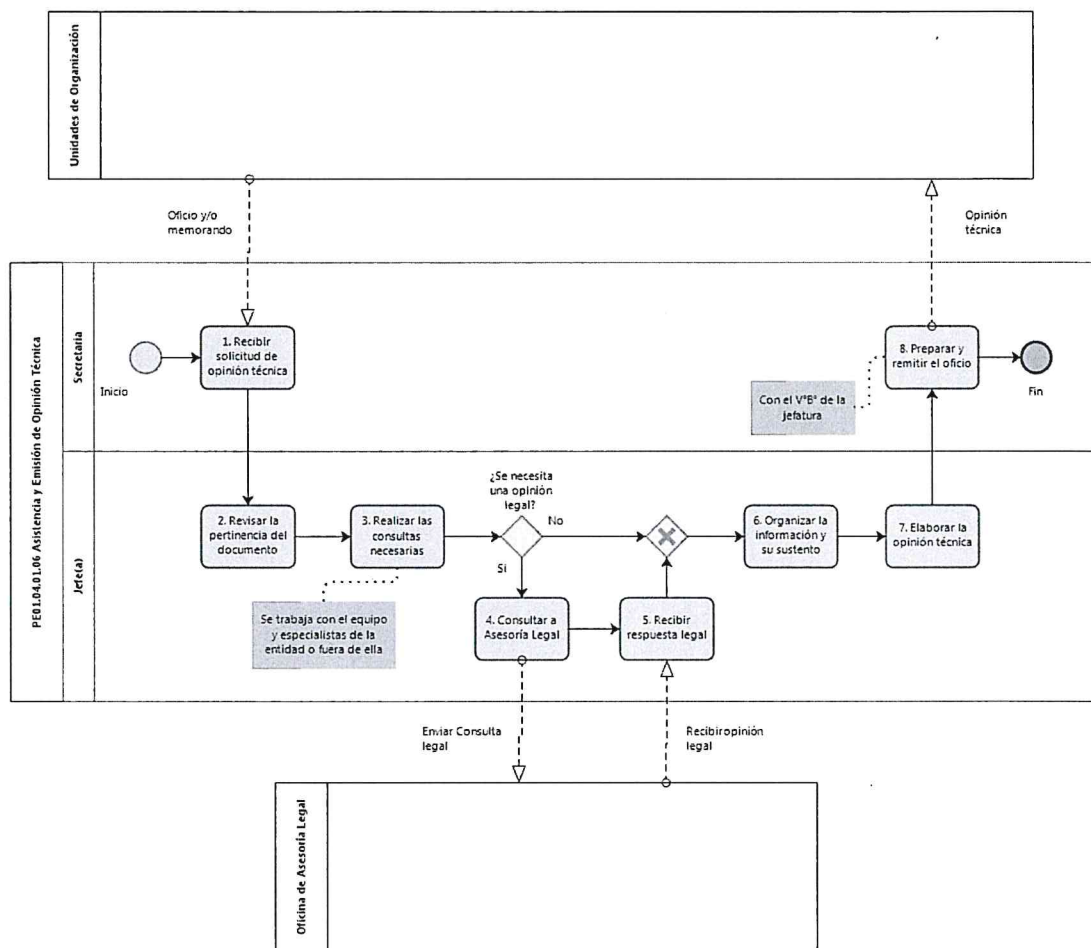 Unidades de Organización
Oficio y/o
memorando
Opinión
técnica
PE01.04.01.06 Asistencia y Emisión de Opinión Técnica
Secretaria
Inicio
1. Recibir
solicitud de
opinión técnica
8. Preparar y
remitir el oficio
Fin
Con el V°B° de la
jefatura
Jefe(a)
2. Revisar la
pertinencia del
documento
3. Realizar las
consultas
necesarias
¿Se necesita
una opinión
legal?
No
Si
6. Organizar la
información y
su sustento
7. Elaborar la
opinión técnica
Se trabaja con el equipo
y especialistas de la
entidad o fuera de ella
4. Consultar a
Asesoría Legal
5. Recibir
respuesta legal
Enviar Consulta
legal
Recibir opinión
legal
Oficina de Asesoría Legal